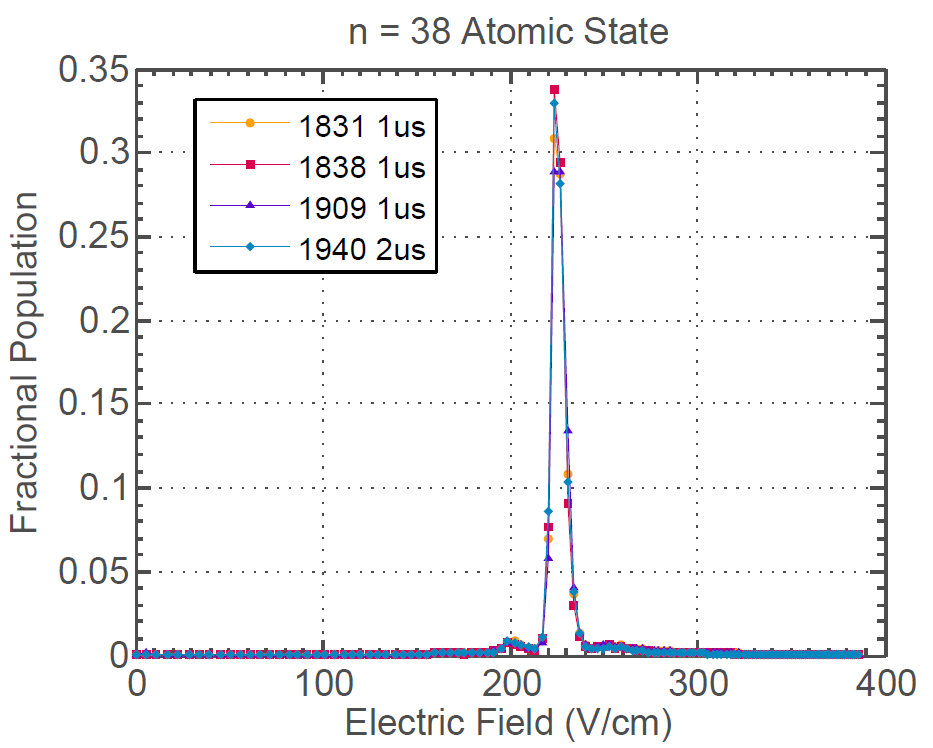 n = 38 Atomic State
0.35
0.3
0.25
0.2
0.15
0.1
0.05
0
Fractional Population
1831 1us
1838 1us
1909 1us
1940 2us
0 100 200 300 400
Electric Field (V/cm)